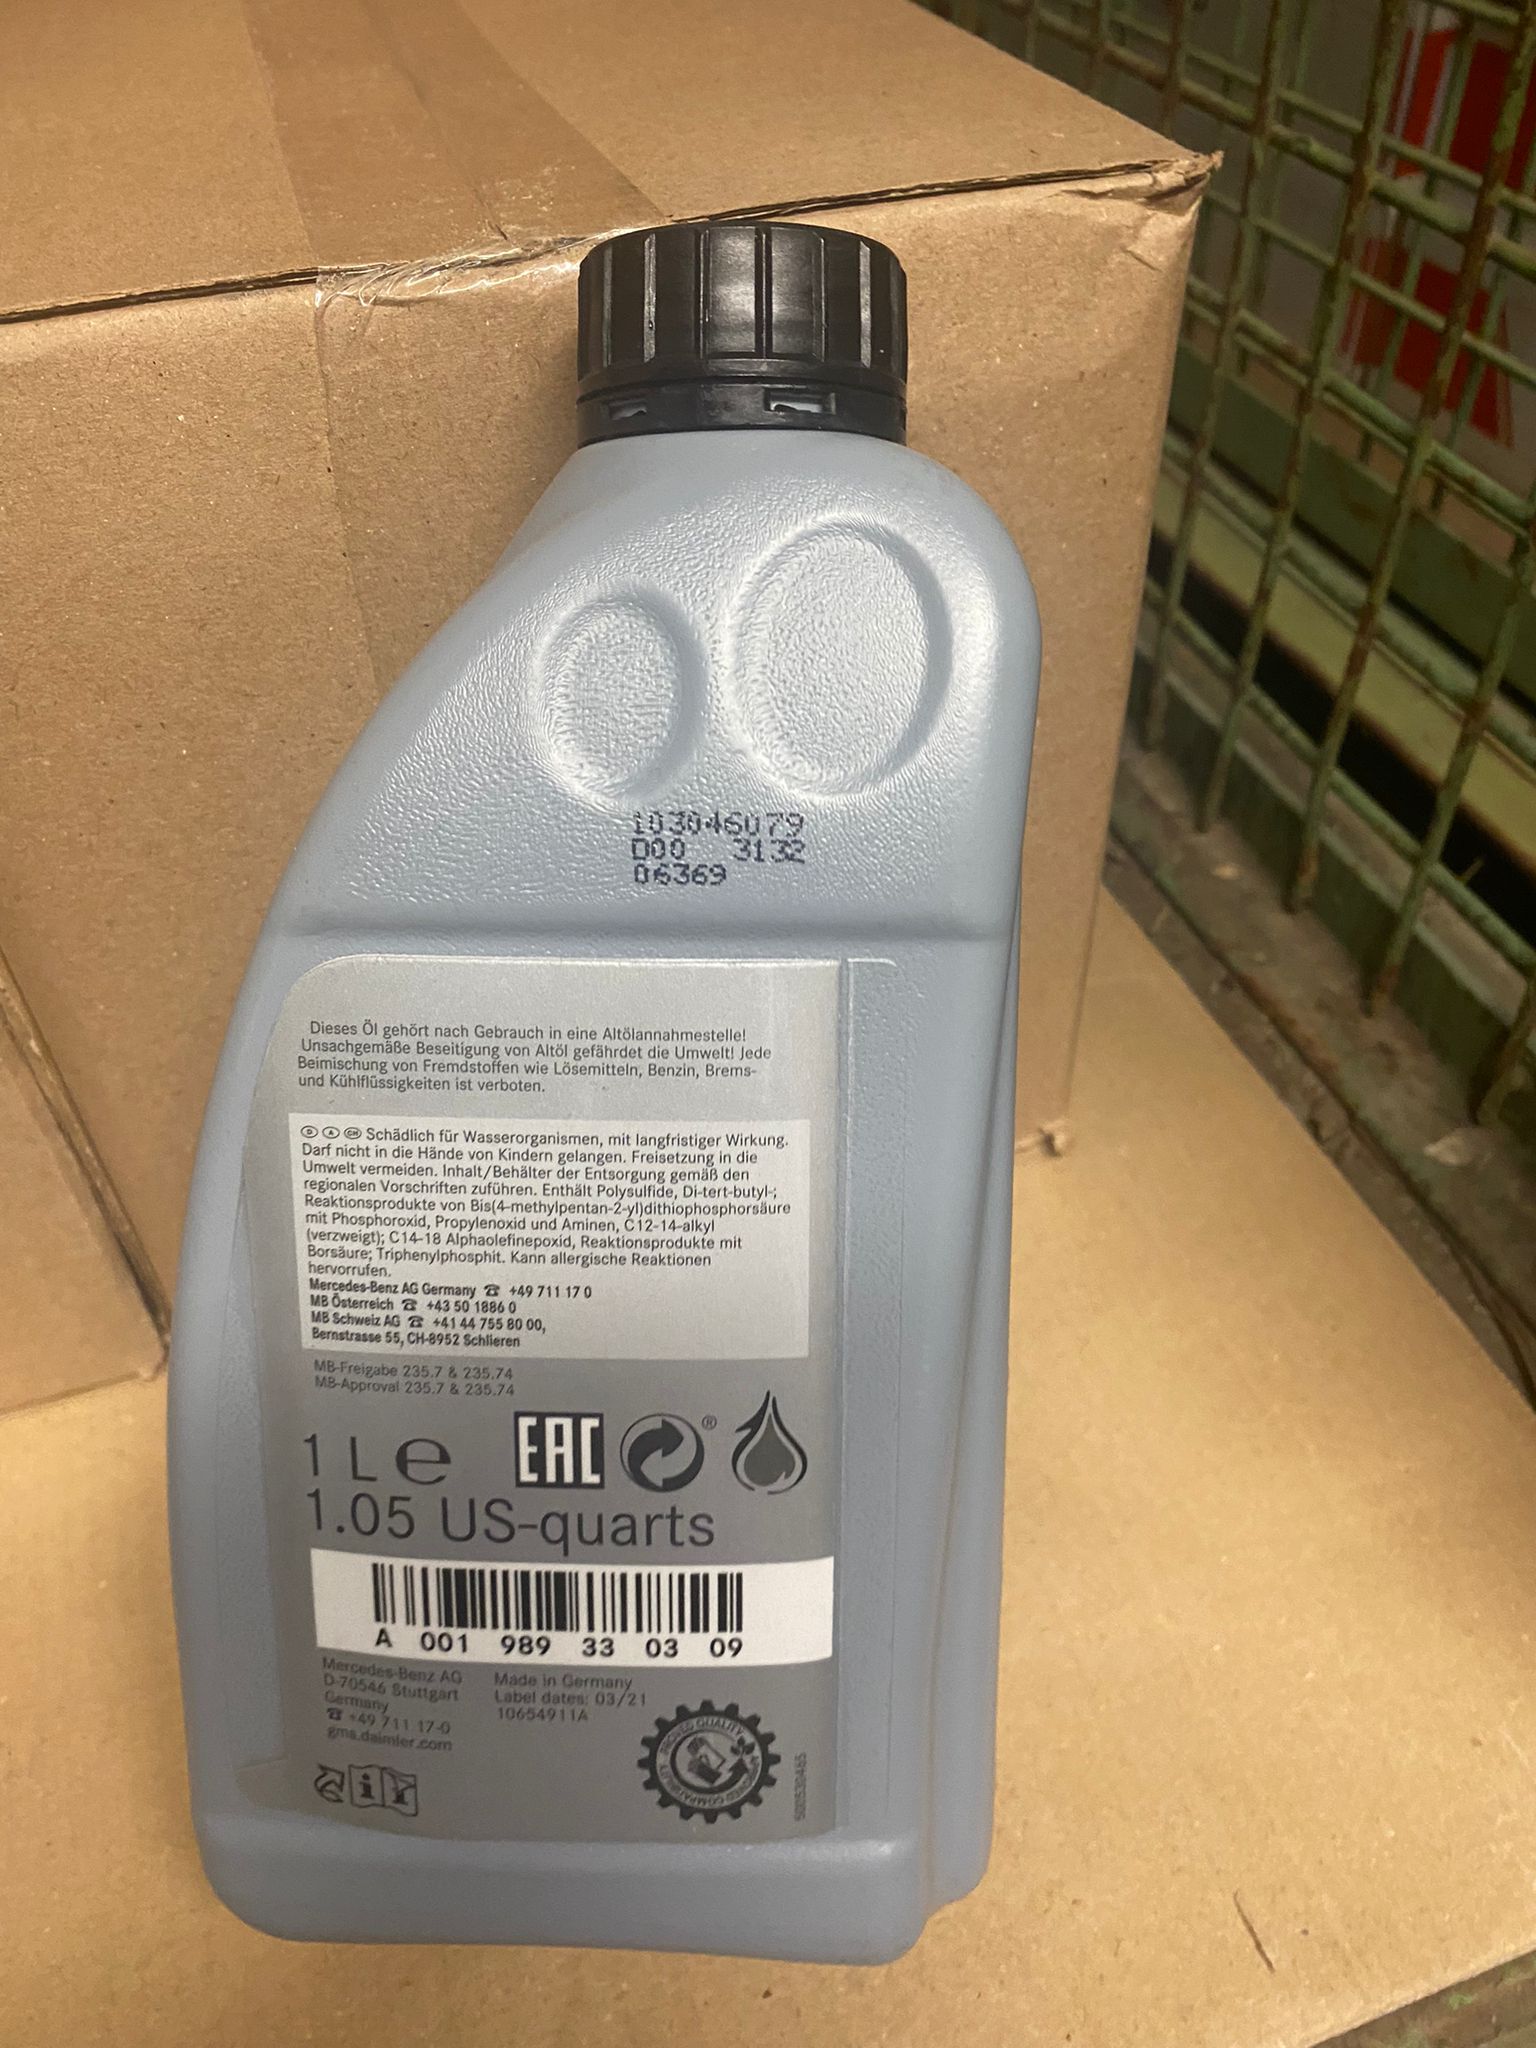 103046079
D00 3132
06369
Dieses Öl gehört nach Gebrauch in eine Altölannahmestelle!
Unsachgemäße Beseitigung von Altöl gefährdet die Umwelt! Jede
Beimischung von Fremdstoffen wie Lösemitteln, Benzin, Brems-
und Kühlflüssigkeiten ist verboten.
D A CH Schädlich für Wasserorganismen, mit langfristiger Wirkung.
Darf nicht in die Hände von Kindern gelangen. Freisetzung in die
Umwelt vermeiden. Inhalt/Behälter der Entsorgung gemäß den
regionalen Vorschriften zuführen. Enthält Polysulfide, Di-tert-butyl-;
Reaktionsprodukte von Bis(4-methylpentan-2-yl)dithiophosphorsäure
mit Phosphoroxid, Propylenoxid und Aminen, C12-14-alkyl
(verzweigt); C14-18 Alphaolefinepoxid, Reaktionsprodukte mit
Borsäure; Triphenylphosphit. Kann allergische Reaktionen
hervorrufen.
Mercedes-Benz AG Germany ☎ +49 711 17 0
MB Österreich ☎ +43 50 1886 0
MB Schweiz AG ☎ +41 44 755 80 00,
Bernstrasse 55, CH-8952 Schlieren
MB-Freigabe 235.7 & 235.74
MB-Approval 235.7 & 235.74
1 L e EAC ®
1.05 US-quarts
A 001 989 33 03 09
Mercedes-Benz AG
D-70546 Stuttgart
Germany
☎ +49 711 17-0
gms.daimler.com
Made in Germany
Label dates: 03/21
10654911A
PROVED QUALITY
APPROVED COMPATIBILITY